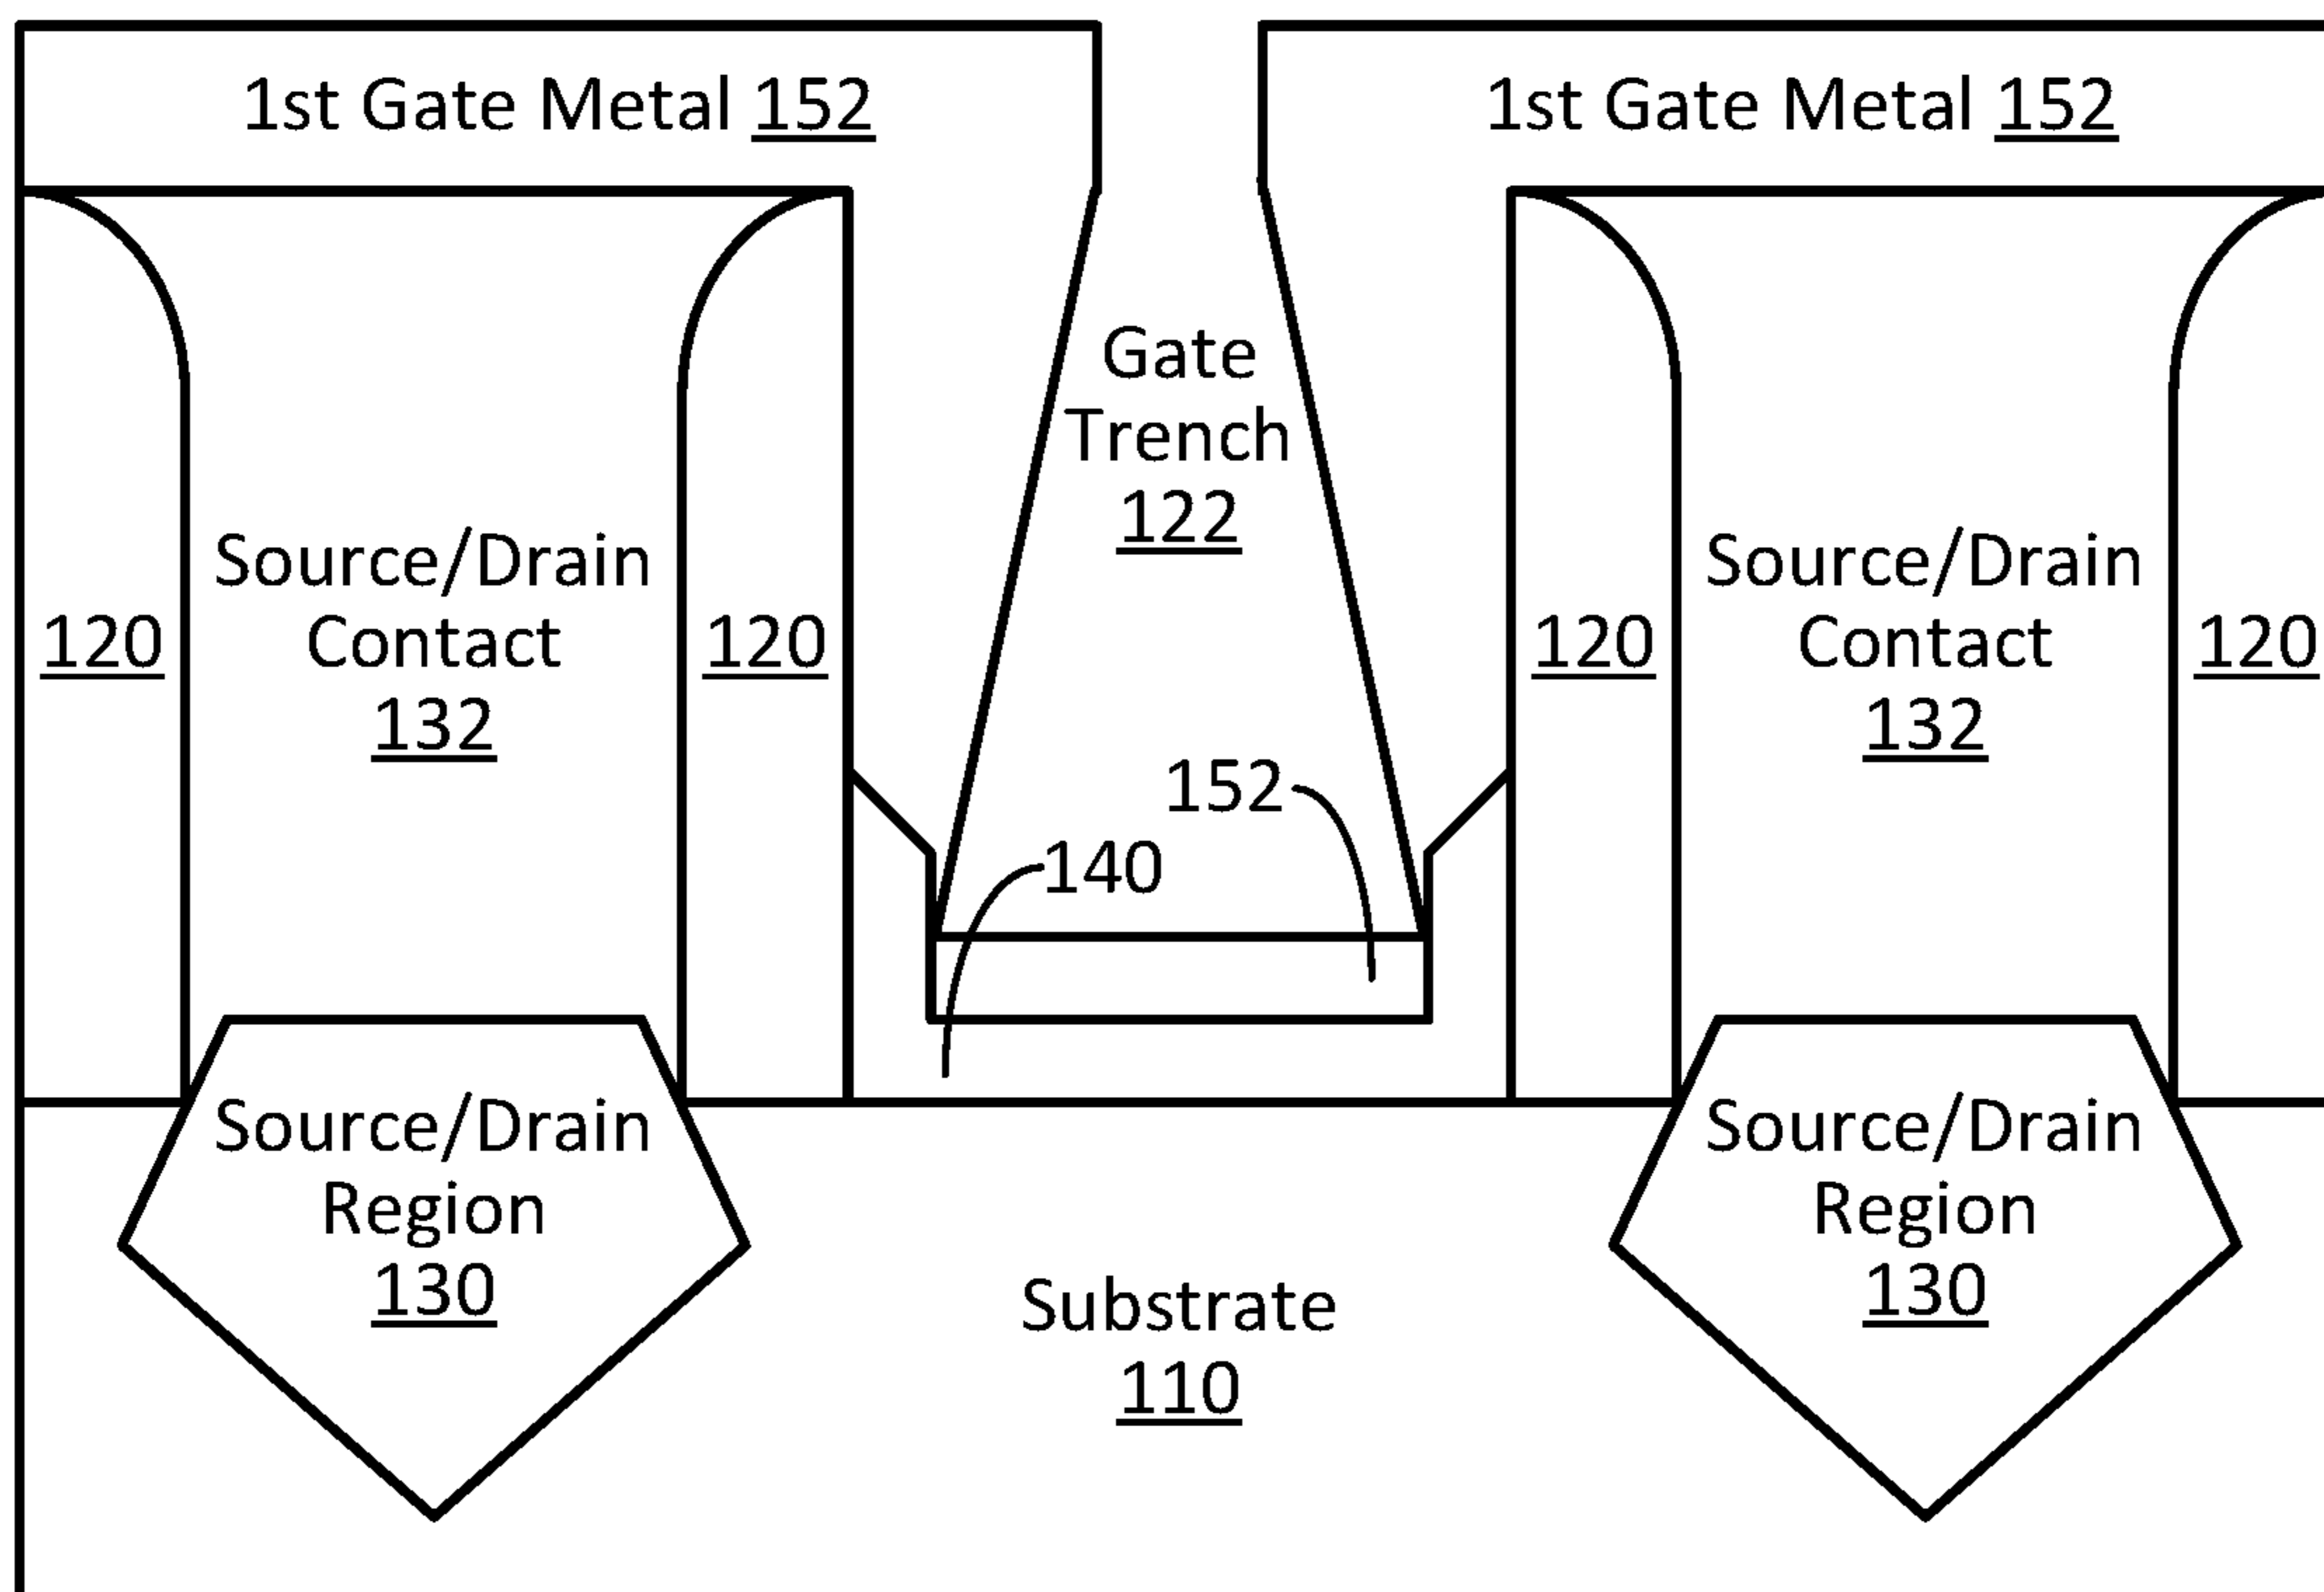 1st Gate Metal 152
1st Gate Metal 152
Gate
Trench
122
Source/Drain
Contact
132
Source/Drain
Contact
132
120
120
120
120
152
140
Source/Drain
Region
130
Source/Drain
Region
130
Substrate
110